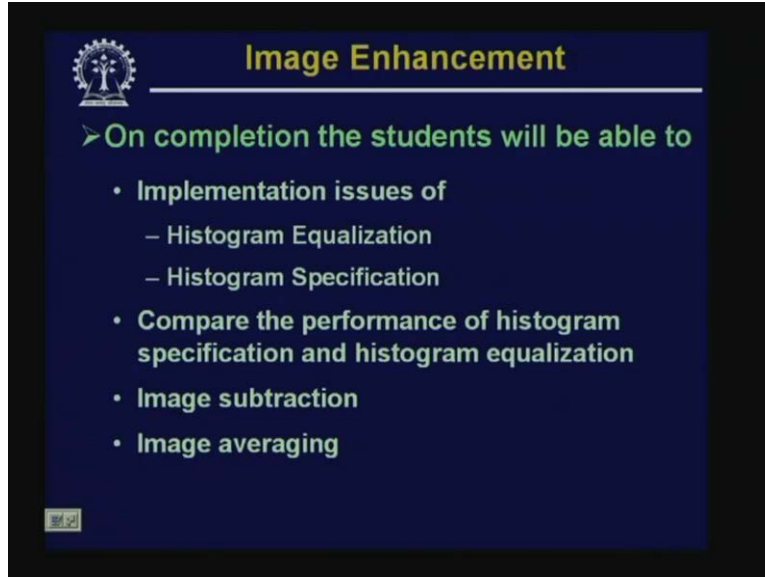 Image Enhancement
➢On completion the students will be able to
• Implementation issues of
– Histogram Equalization
– Histogram Specification
• Compare the performance of histogram
specification and histogram equalization
• Image subtraction
• Image averaging